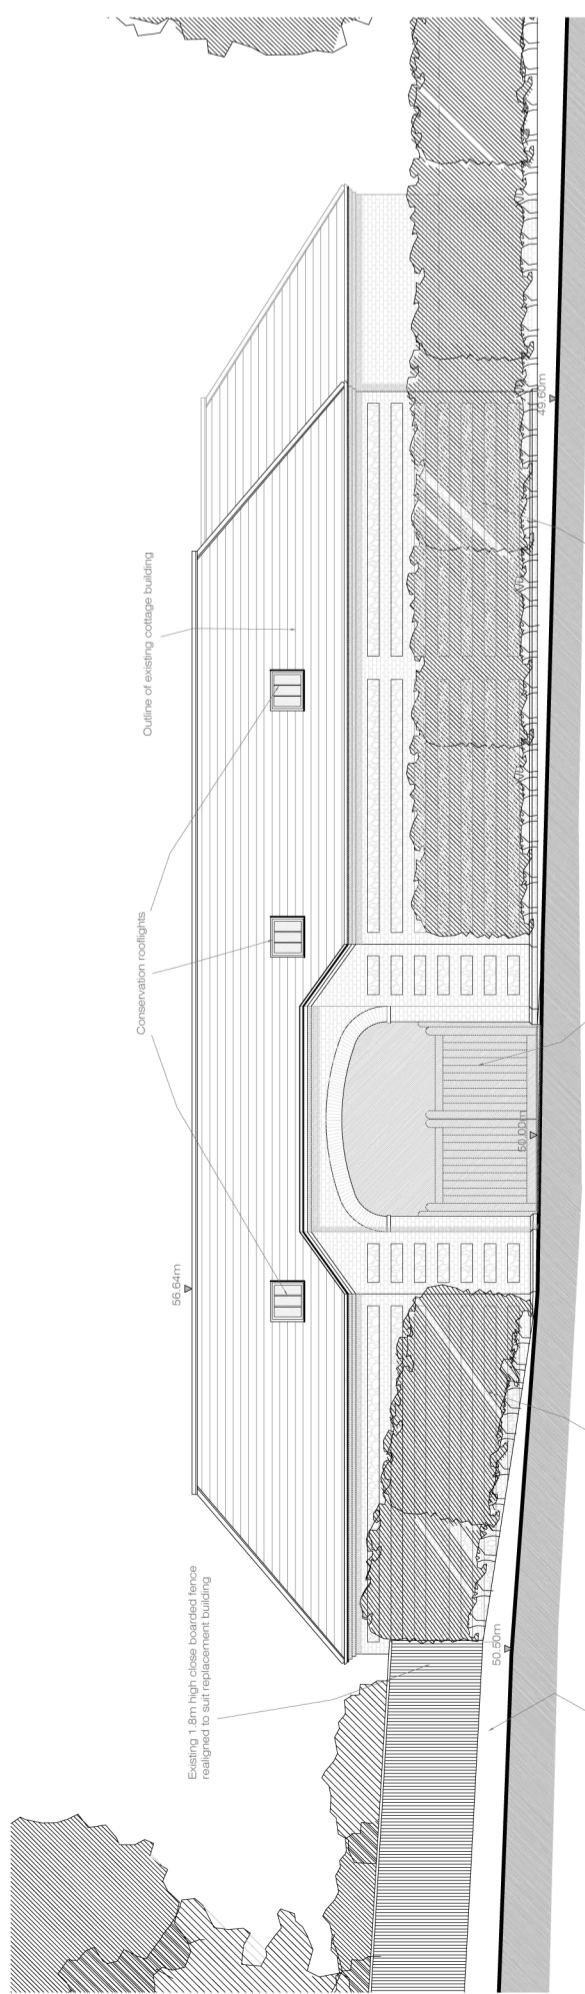 Existing 1.8m high close boarded fence
realigned to suit replacement building
56.64m
Conservation rooflights
Outline of existing cottage building
50.50m
50.00m
49.60m